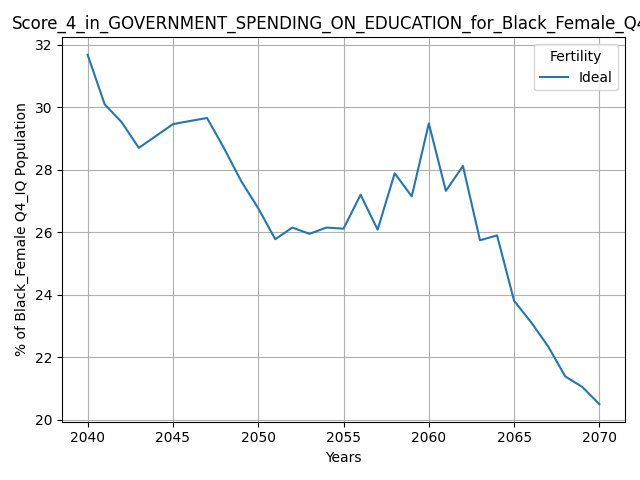 Score_4_in_GOVERNMENT_SPENDING_ON_EDUCATION_for_Black_Female_Q4
Fertility
Ideal
% of Black_Female Q4_IQ Population
32
30
28
26
24
22
20
2040 2045 2050 2055 2060 2065 2070
Years